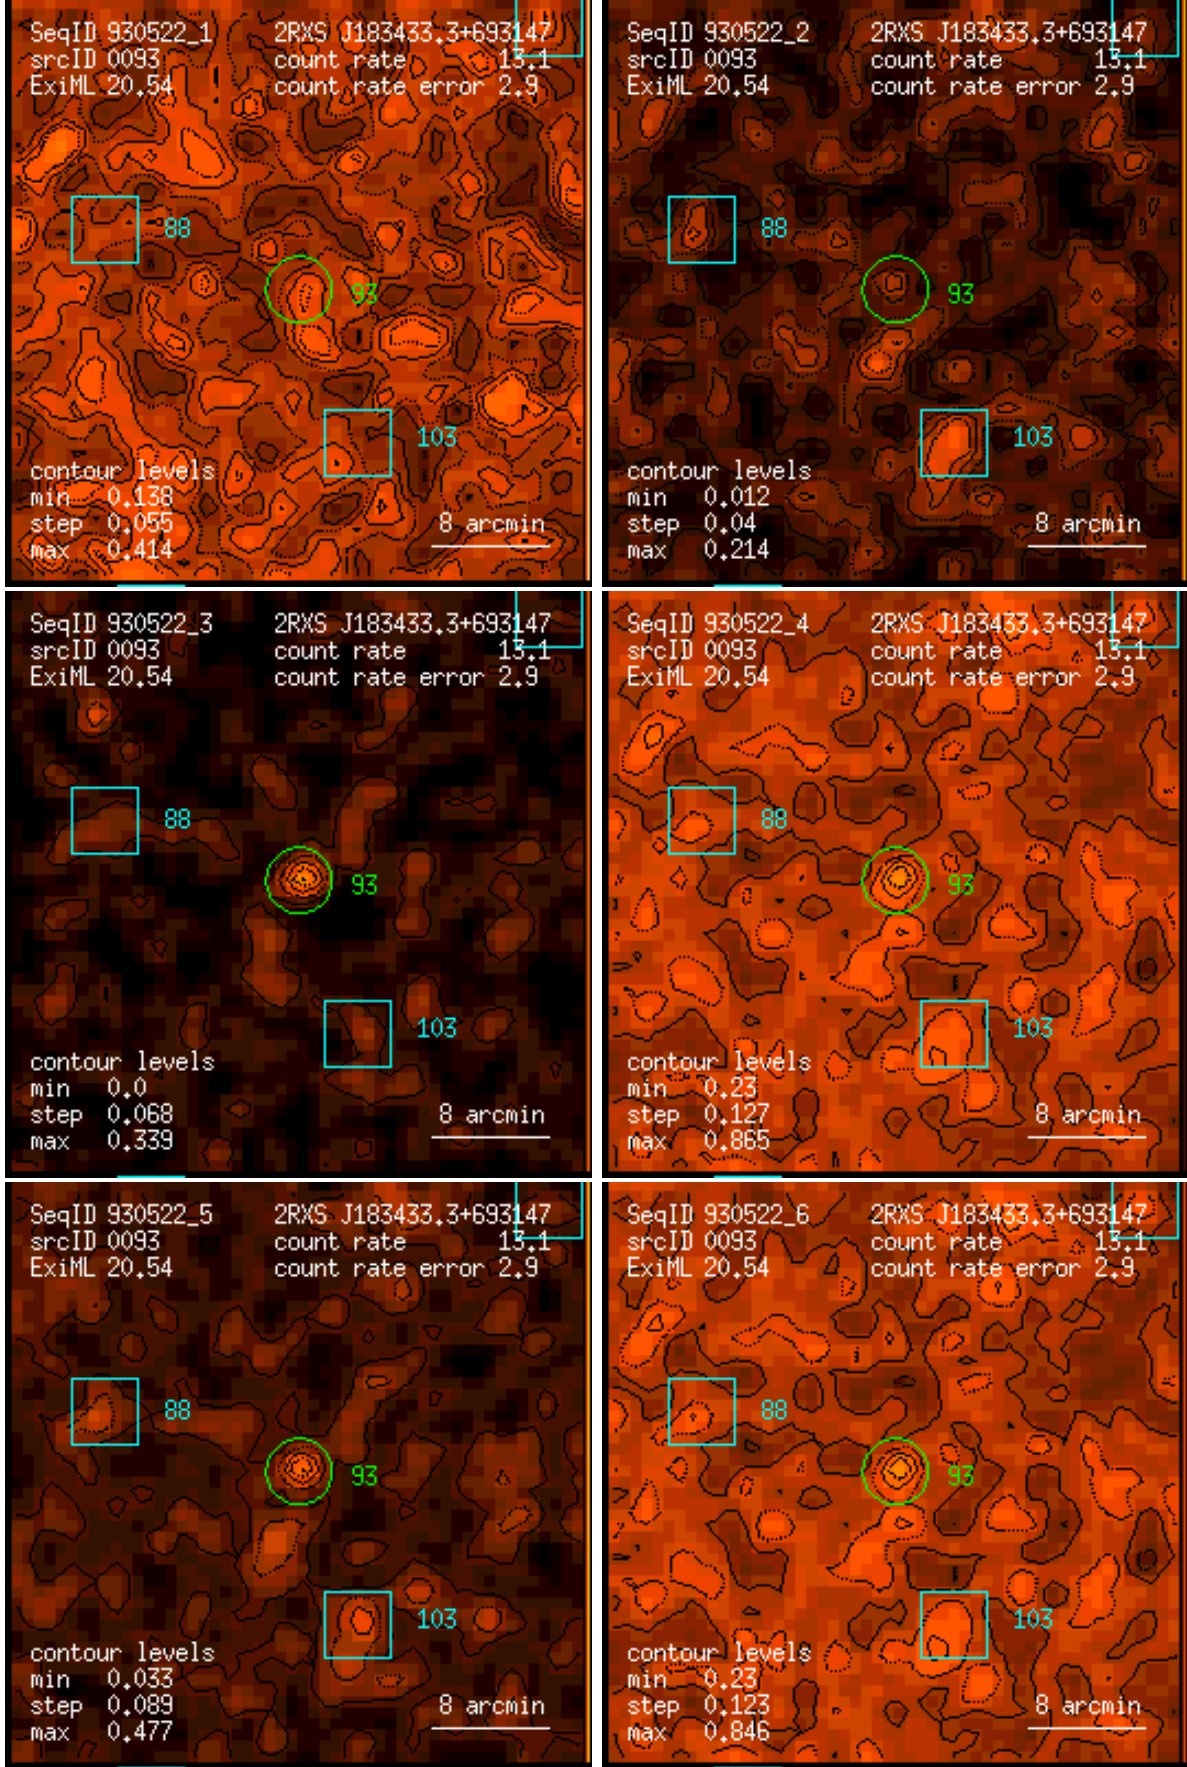 SeqID 930522_1 2RXS J183433.3+693147
srcID 0093 count rate 13.1
ExiML 20.54 count rate error 2.9
88
93
103
contour levels
min 0.138
step 0.055
max 0.414
8 arcmin
SeqID 930522_2 2RXS J183433.3+693147
srcID 0093 count rate 13.1
ExiML 20.54 count rate error 2.9
88
93
103
contour levels
min 0.012
step 0.04
max 0.214
8 arcmin
SeqID 930522_3 2RXS J183433.3+693147
srcID 0093 count rate 13.1
ExiML 20.54 count rate error 2.9
88
93
103
contour levels
min 0.0
step 0.068
max 0.339
8 arcmin
SeqID 930522_4 2RXS J183433.3+693147
srcID 0093 count rate 13.1
ExiML 20.54 count rate error 2.9
88
93
103
contour levels
min 0.23
step 0.127
max 0.865
8 arcmin
SeqID 930522_5 2RXS J183433.3+693147
srcID 0093 count rate 13.1
ExiML 20.54 count rate error 2.9
88
93
103
contour levels
min 0.033
step 0.089
max 0.477
8 arcmin
SeqID 930522_6 2RXS J183433.3+693147
srcID 0093 count rate 13.1
ExiML 20.54 count rate error 2.9
88
93
103
contour levels
min 0.23
step 0.123
max 0.846
8 arcmin